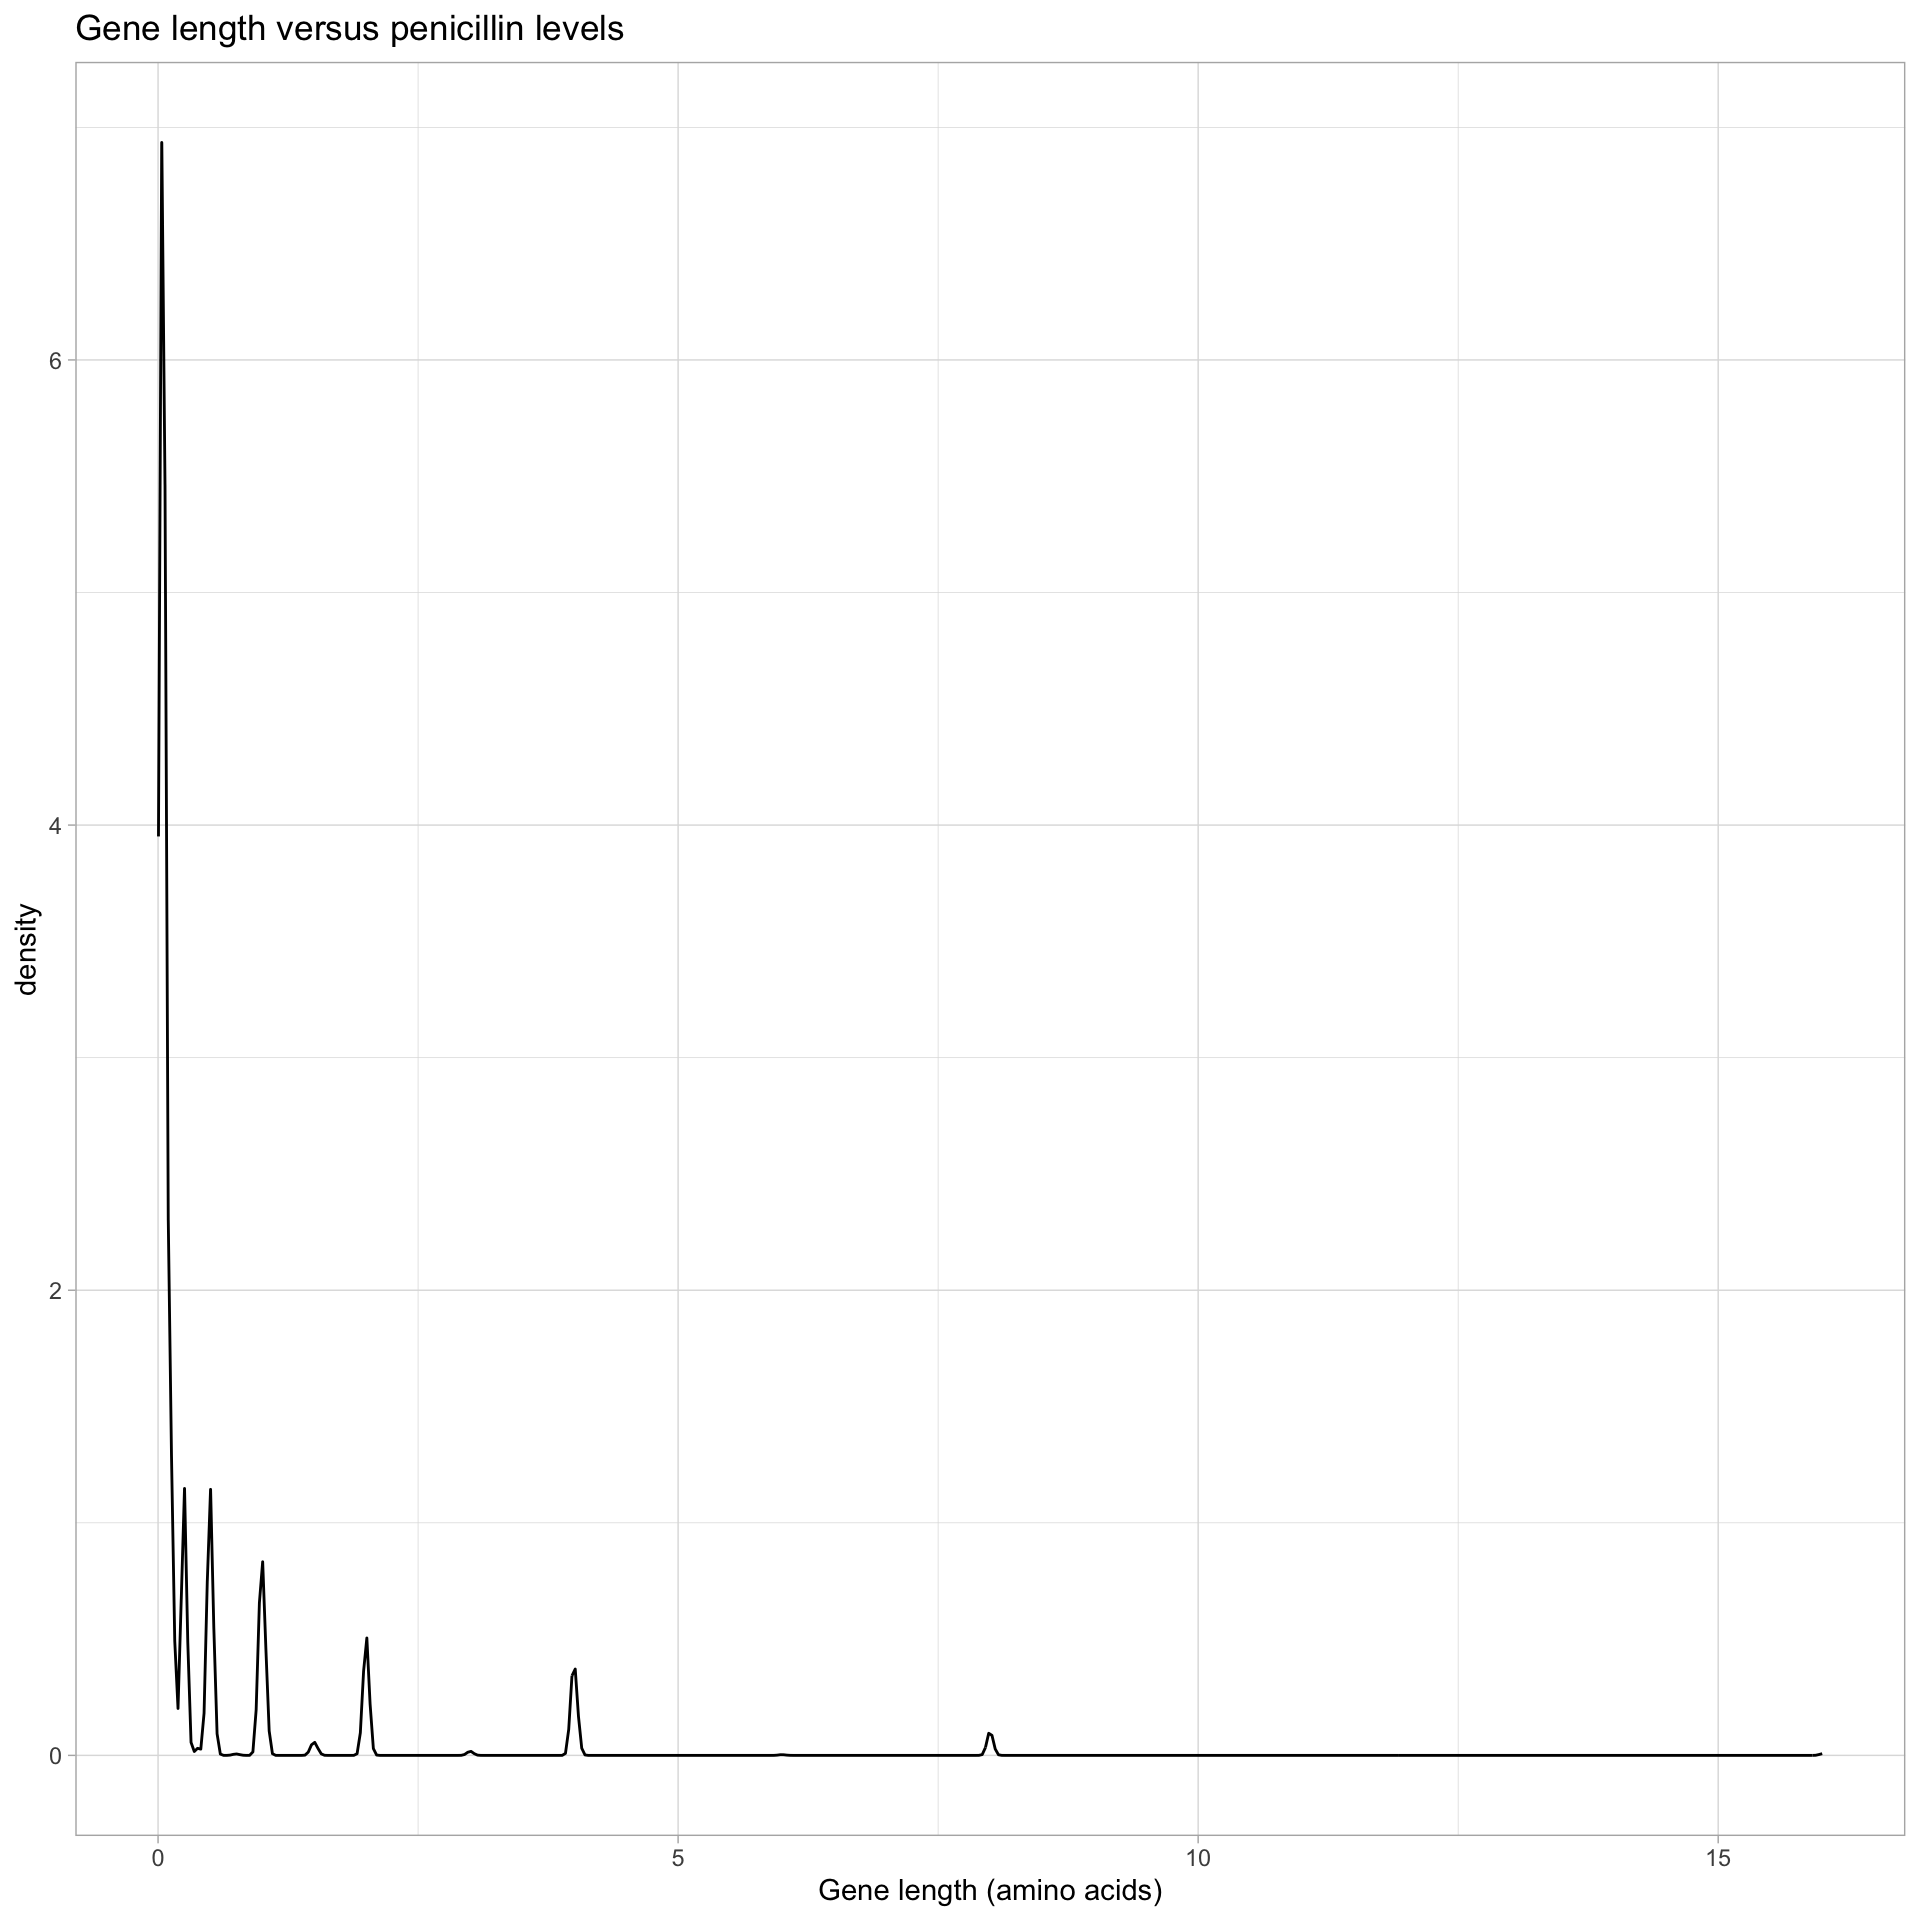 Gene length versus penicillin levels
6
4
2
0
density
0 5 10 15
Gene length (amino acids)